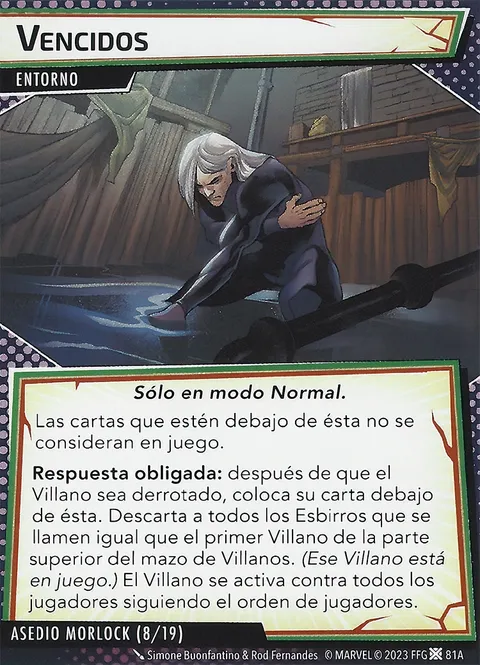 VENCIDOS
ENTORNO
Sólo en modo Normal.
Las cartas que estén debajo de ésta no se
consideran en juego.
Respuesta obligada: después de que el
Villano sea derrotado, coloca su carta debajo
de ésta. Descarta a todos los Esbirros que se
llamen igual que el primer Villano de la parte
superior del mazo de Villanos. (Ese Villano está
en juego.) El Villano se activa contra todos los
jugadores siguiendo el orden de jugadores.
ASEDIO MORLOCK (8/19)
Simone Buonfantino & Rod Fernandes © MARVEL © 2023 FFG 81A